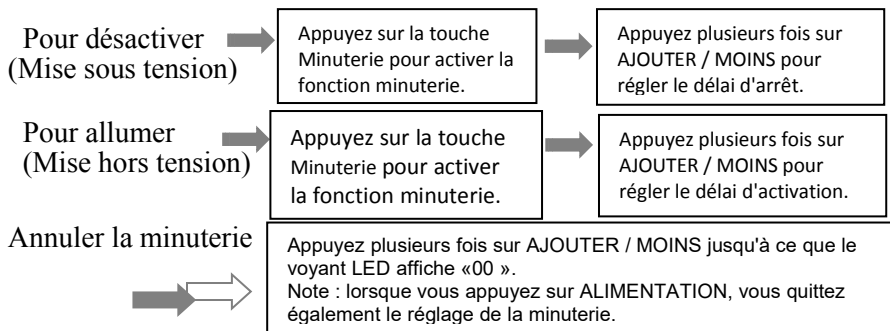 Pour désactiver
(Mise sous tension)
Appuyez sur la touche
Minuterie pour activer la
fonction minuterie.
Appuyez plusieurs fois sur
AJOUTER / MOINS pour
régler le délai d'arrêt.
Pour allumer
(Mise hors tension)
Appuyez sur la touche
Minuterie pour activer
la fonction minuterie.
Appuyez plusieurs fois sur
AJOUTER / MOINS pour
régler le délai d'activation.
Annuler la minuterie
Appuyez plusieurs fois sur AJOUTER / MOINS jusqu'à ce que le
voyant LED affiche «00 ».
Note : lorsque vous appuyez sur ALIMENTATION, vous quittez
également le réglage de la minuterie.